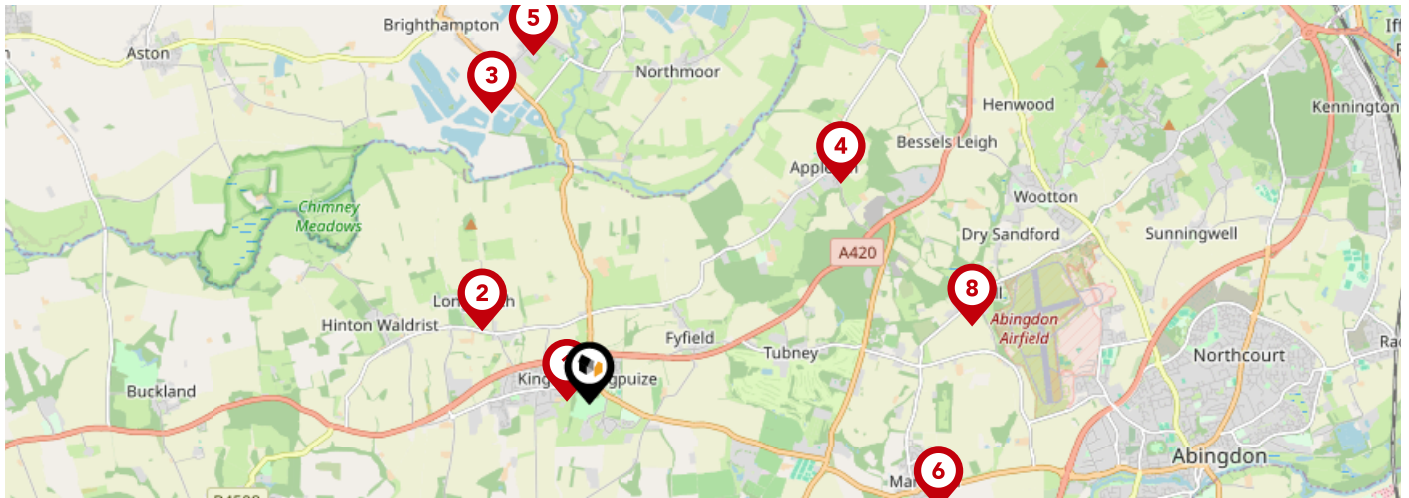 5
Brighthampton
Aston
3
Northmoor
Henwood
Kennington
4
Bessels Leigh
Wootton
Chimney
Meadows
Dry Sandford
Sunningwell
A420
2
8
Hinton Waldrist
Abingdon
Airfield
Fyfield
Tubney
Northcourt
Buckland
Abingdon
6